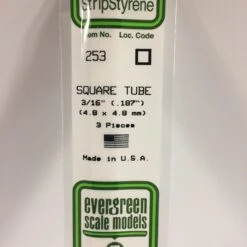 StripStyrene
Item No. Loc. Code
253
SQUARE TUBE
3/16" (.187")
(4.8 x 4.8 mm)
3 Pieces
Made in U.S.A.
evergreen
scale models